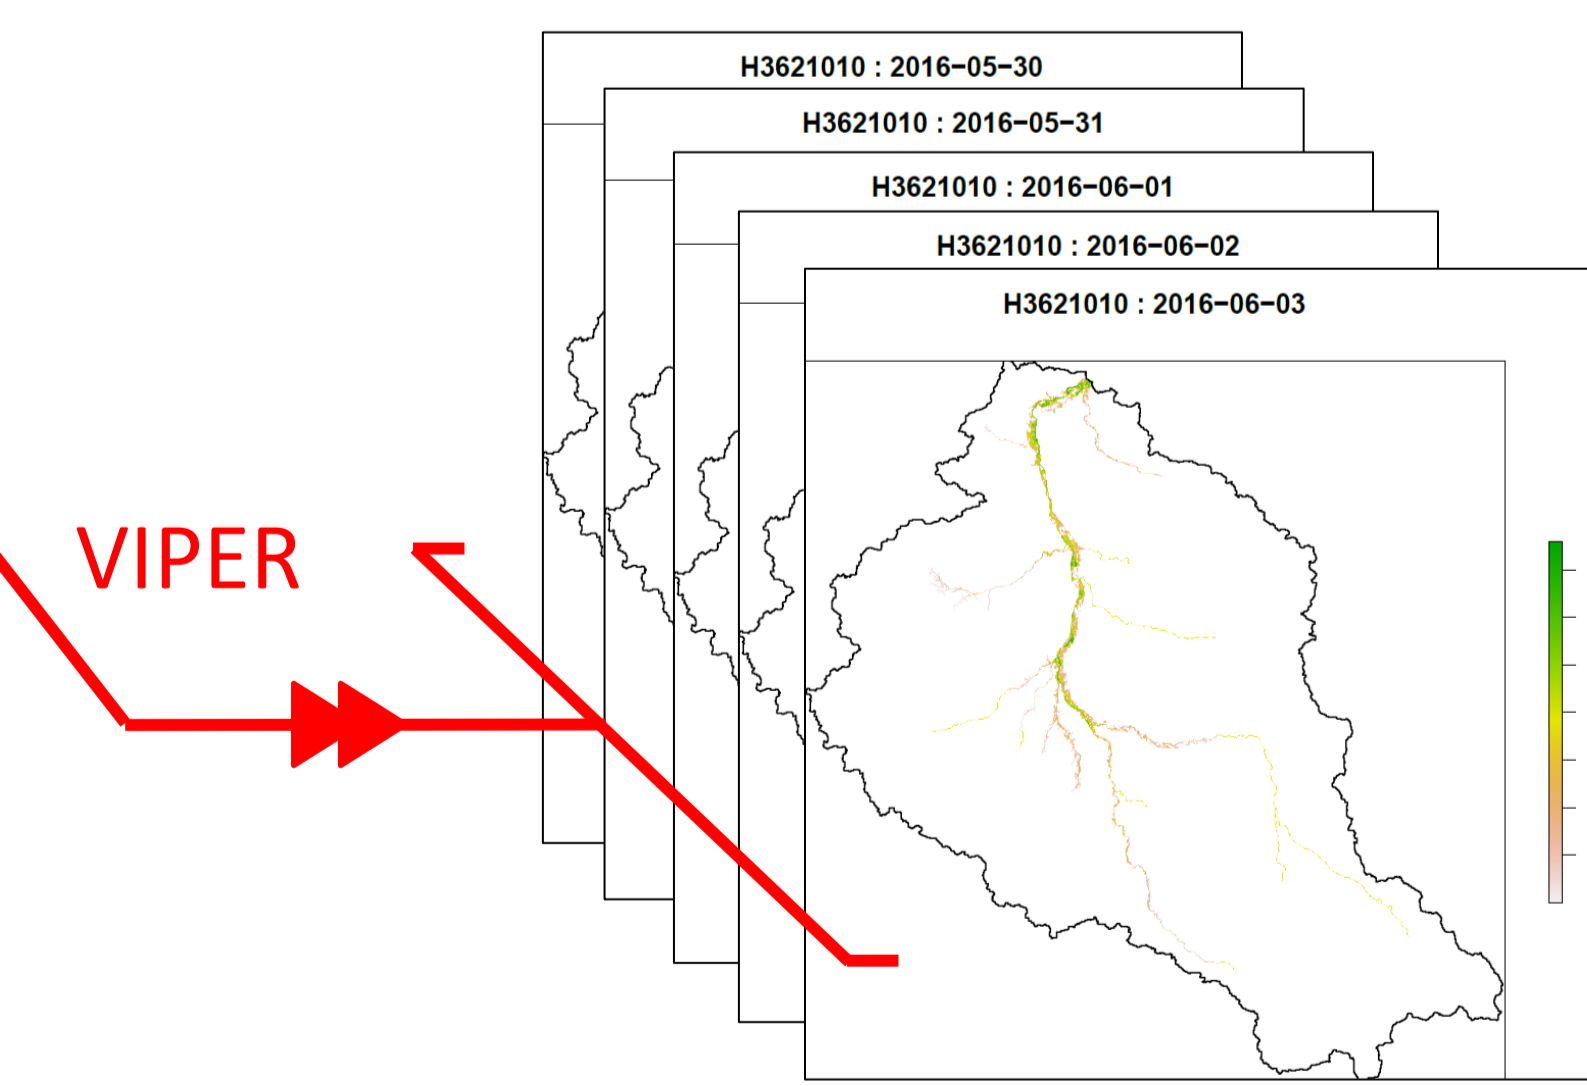 H3621010 : 2016−05−30
H3621010 : 2016−05−31
H3621010 : 2016−06−01
H3621010 : 2016−06−02
H3621010 : 2016−06−03
VIPER